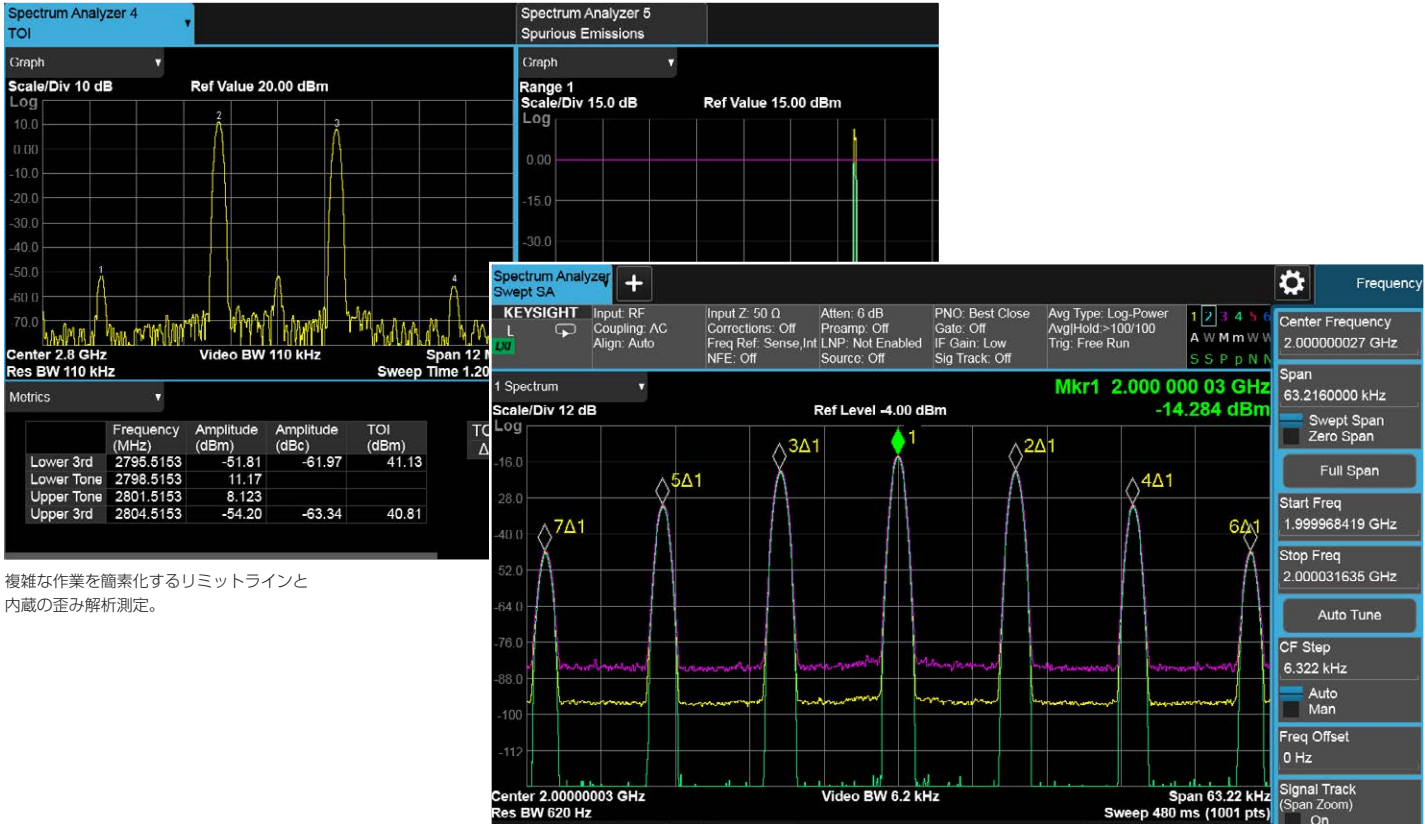 Spectrum Analyzer 4
TOI
Spectrum Analyzer 5
Spurious Emissions
Graph
Scale/Div 10 dB
Ref Value 20.00 dBm
Log
10.0
0.00
-10.0
-20.0
-30.0
-40.0
-50.0
-60.0
-70.0
1
2
3
4
Center 2.8 GHz
Video BW 110 kHz
Res BW 110 kHz
Sweep Time 1.20
Graph
Range 1
Scale/Div 15.0 dB
Ref Value 15.00 dBm
Log
0.00
-15.0
-30.0
Metrics
Frequency (MHz) Amplitude (dBm) Amplitude (dBc) TOI (dBm)
Lower 3rd 2795.5153 -51.81 -61.97 41.13
Lower Tone 2798.5153 11.17
Upper Tone 2801.5153 8.123
Upper 3rd 2804.5153 -54.20 -63.34 40.81
複雑な作業を簡素化するリミットラインと
内蔵の歪み解析測定。
Spectrum Analyzer
Swept SA
+
KEYSIGHT
L
LXI
Input: RF
Coupling: AC
Align: Auto
Input Z: 50 Ω
Corrections: Off
Freq Ref: Sense,Int
NFE: Off
Atten: 6 dB
Preamp: Off
LNP: Not Enabled
Source: Off
PNO: Best Close
Gate: Off
IF Gain: Low
Sig Track: Off
Avg Type: Log-Power
Avg|Hold:>100/100
Trig: Free Run
1 2 3 4 5 6
A W M m W W
S S P p N N
1 Spectrum
Mkr1 2.000 000 03 GHz
-14.284 dBm
Scale/Div 12 dB
Ref Level -4.00 dBm
Log
-16.0
-28.0
-40.0
-52.0
-64.0
-76.0
-88.0
-100
-112
7Δ1
5Δ1
3Δ1
1
2Δ1
4Δ1
6Δ1
Center 2.00000003 GHz
Video BW 6.2 kHz
Span 63.22 kHz
Res BW 620 Hz
Sweep 480 ms (1001 pts)
Frequency
Center Frequency
2.000000027 GHz
Span
63.2160000 kHz
Swept Span
Zero Span
Full Span
Start Freq
1.999968419 GHz
Stop Freq
2.000031635 GHz
Auto Tune
CF Step
6.322 kHz
Auto
Man
Freq Offset
0 Hz
Signal Track
(Span Zoom)
On